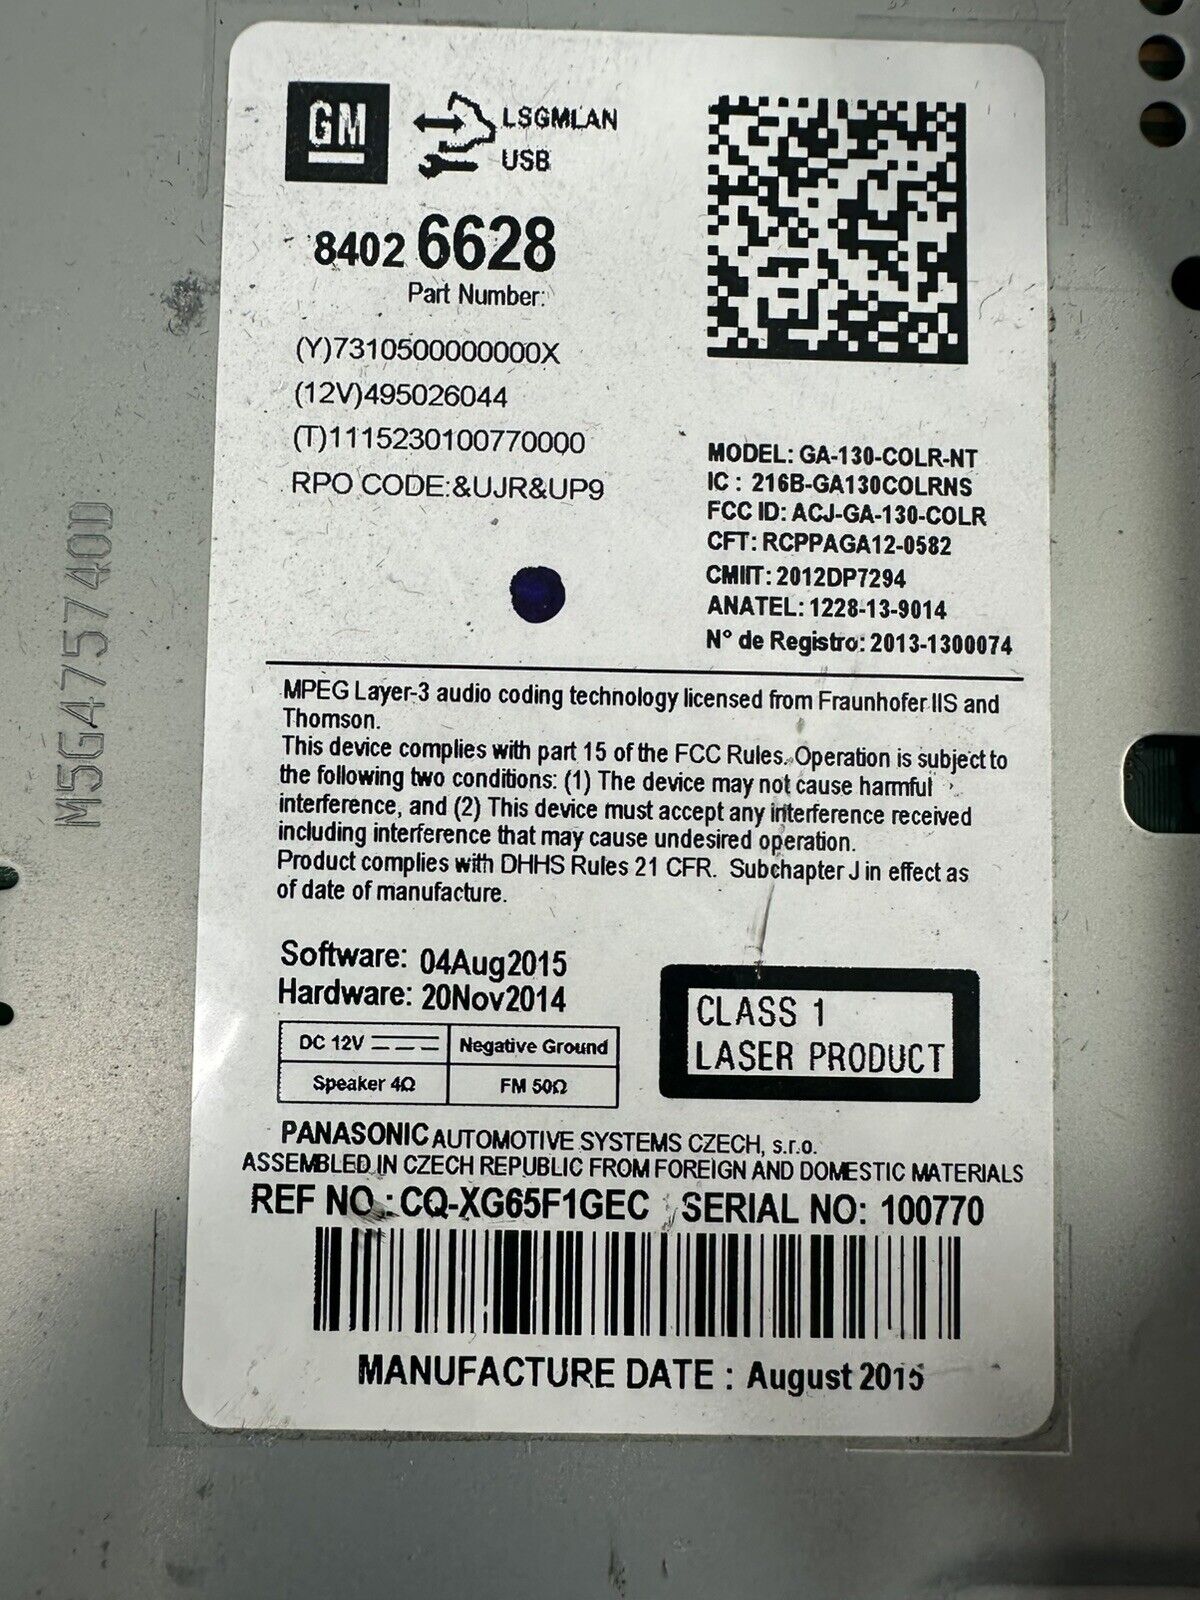 GM
LSGMLAN
USB
8402 6628
Part Number:
(Y)7310500000000X
(12V)495026044
(T)1115230100770000
RPO CODE:&UJR&UP9
MODEL: GA-130-COLR-NT
IC : 216B-GA130COLRNS
FCC ID: ACJ-GA-130-COLR
CFT: RCPPAGA12-0582
CMIIT: 2012DP7294
ANATEL: 1228-13-9014
N° de Registro: 2013-1300074
M5G475740D
MPEG Layer-3 audio coding technology licensed from Fraunhofer IIS and
Thomson.
This device complies with part 15 of the FCC Rules. Operation is subject to
the following two conditions: (1) The device may not cause harmful
interference, and (2) This device must accept any interference received
including interference that may cause undesired operation.
Product complies with DHHS Rules 21 CFR. Subchapter J in effect as
of date of manufacture.
Software: 04Aug2015
Hardware: 20Nov2014
DC 12V Negative Ground
Speaker 4Ω FM 50Ω
CLASS 1
LASER PRODUCT
PANASONIC AUTOMOTIVE SYSTEMS CZECH, s.r.o.
ASSEMBLED IN CZECH REPUBLIC FROM FOREIGN AND DOMESTIC MATERIALS
REF NO.: CQ-XG65F1GEC SERIAL NO: 100770
MANUFACTURE DATE : August 2015